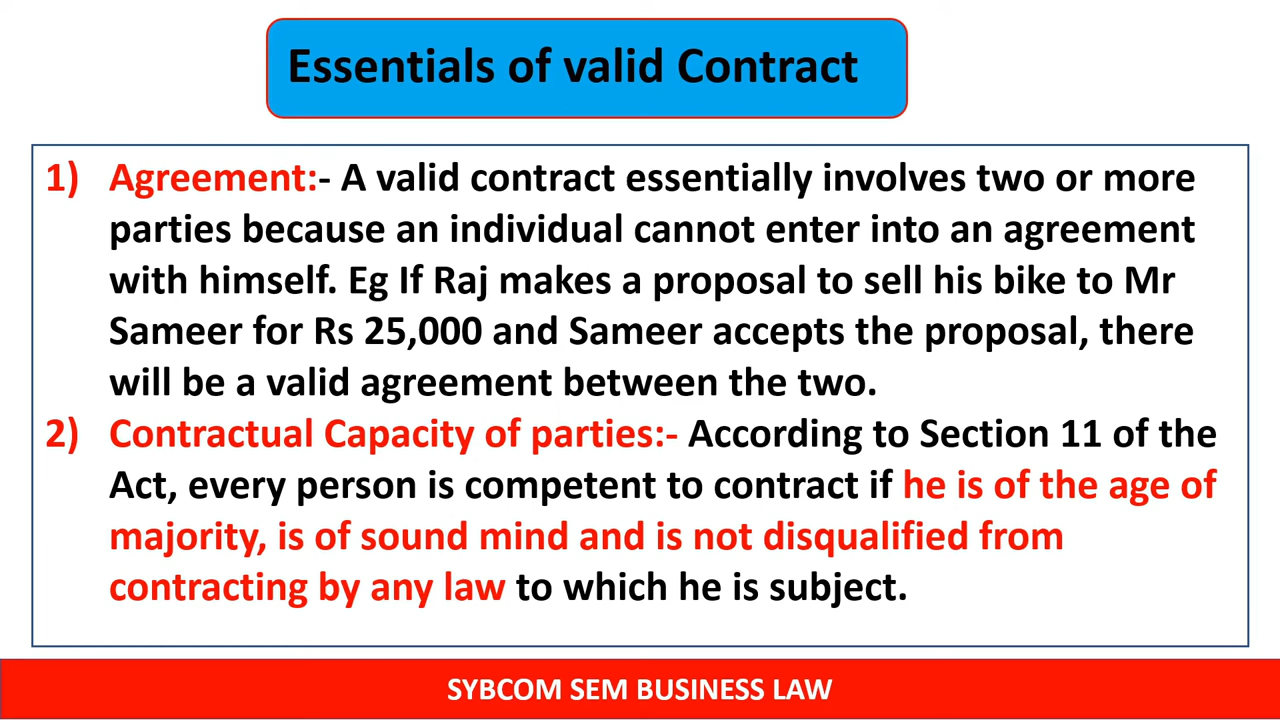 Essentials of valid Contract
1) Agreement:- A valid contract essentially involves two or more
parties because an individual cannot enter into an agreement
with himself. Eg If Raj makes a proposal to sell his bike to Mr
Sameer for Rs 25,000 and Sameer accepts the proposal, there
will be a valid agreement between the two.
2) Contractual Capacity of parties:- According to Section 11 of the
Act, every person is competent to contract if he is of the age of
majority, is of sound mind and is not disqualified from
contracting by any law to which he is subject.
SYBCOM SEM BUSINESS LAW